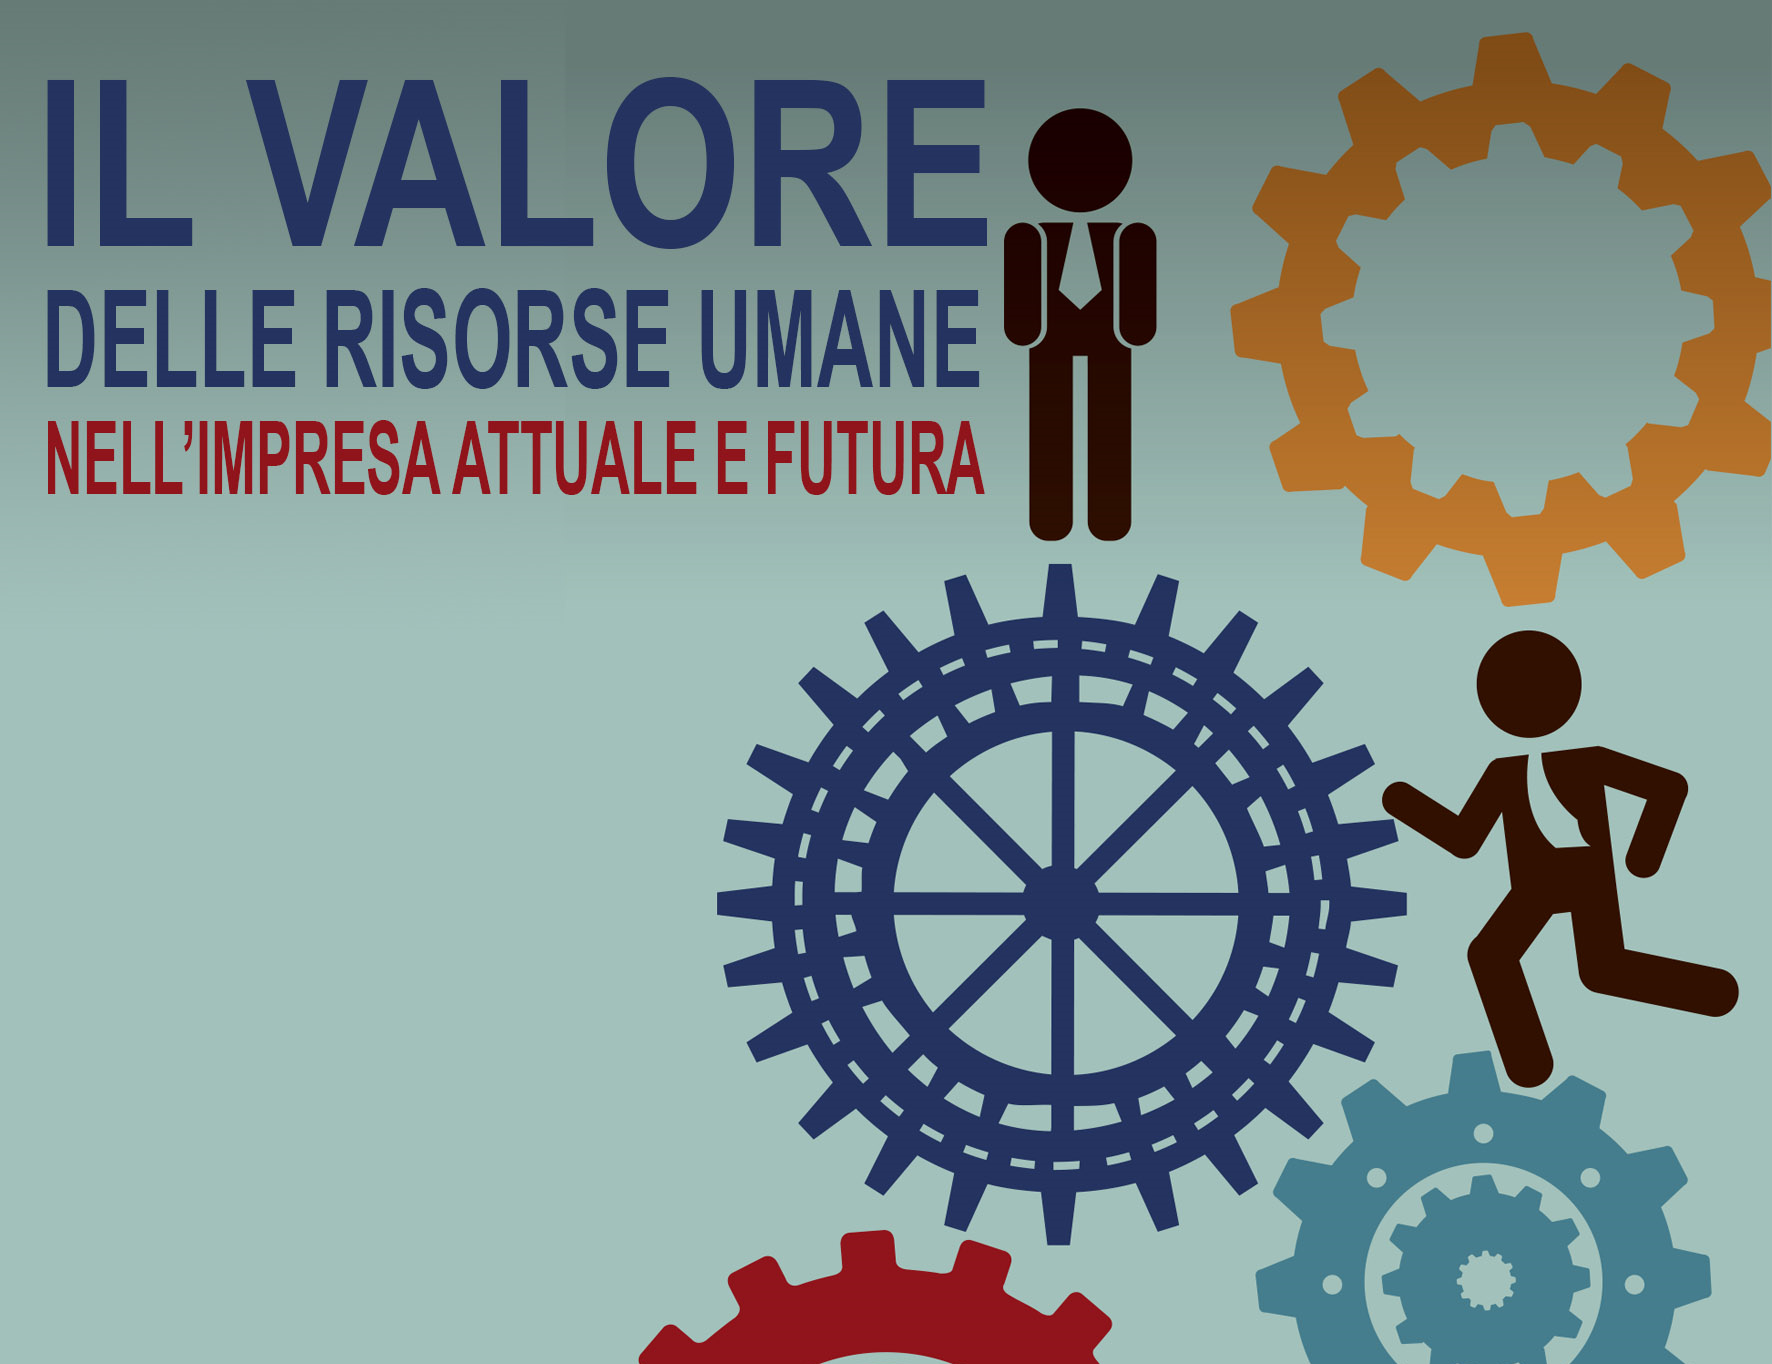 IL VALORE
DELLE RISORSE UMANE
NELL’IMPRESA ATTUALE E FUTURA